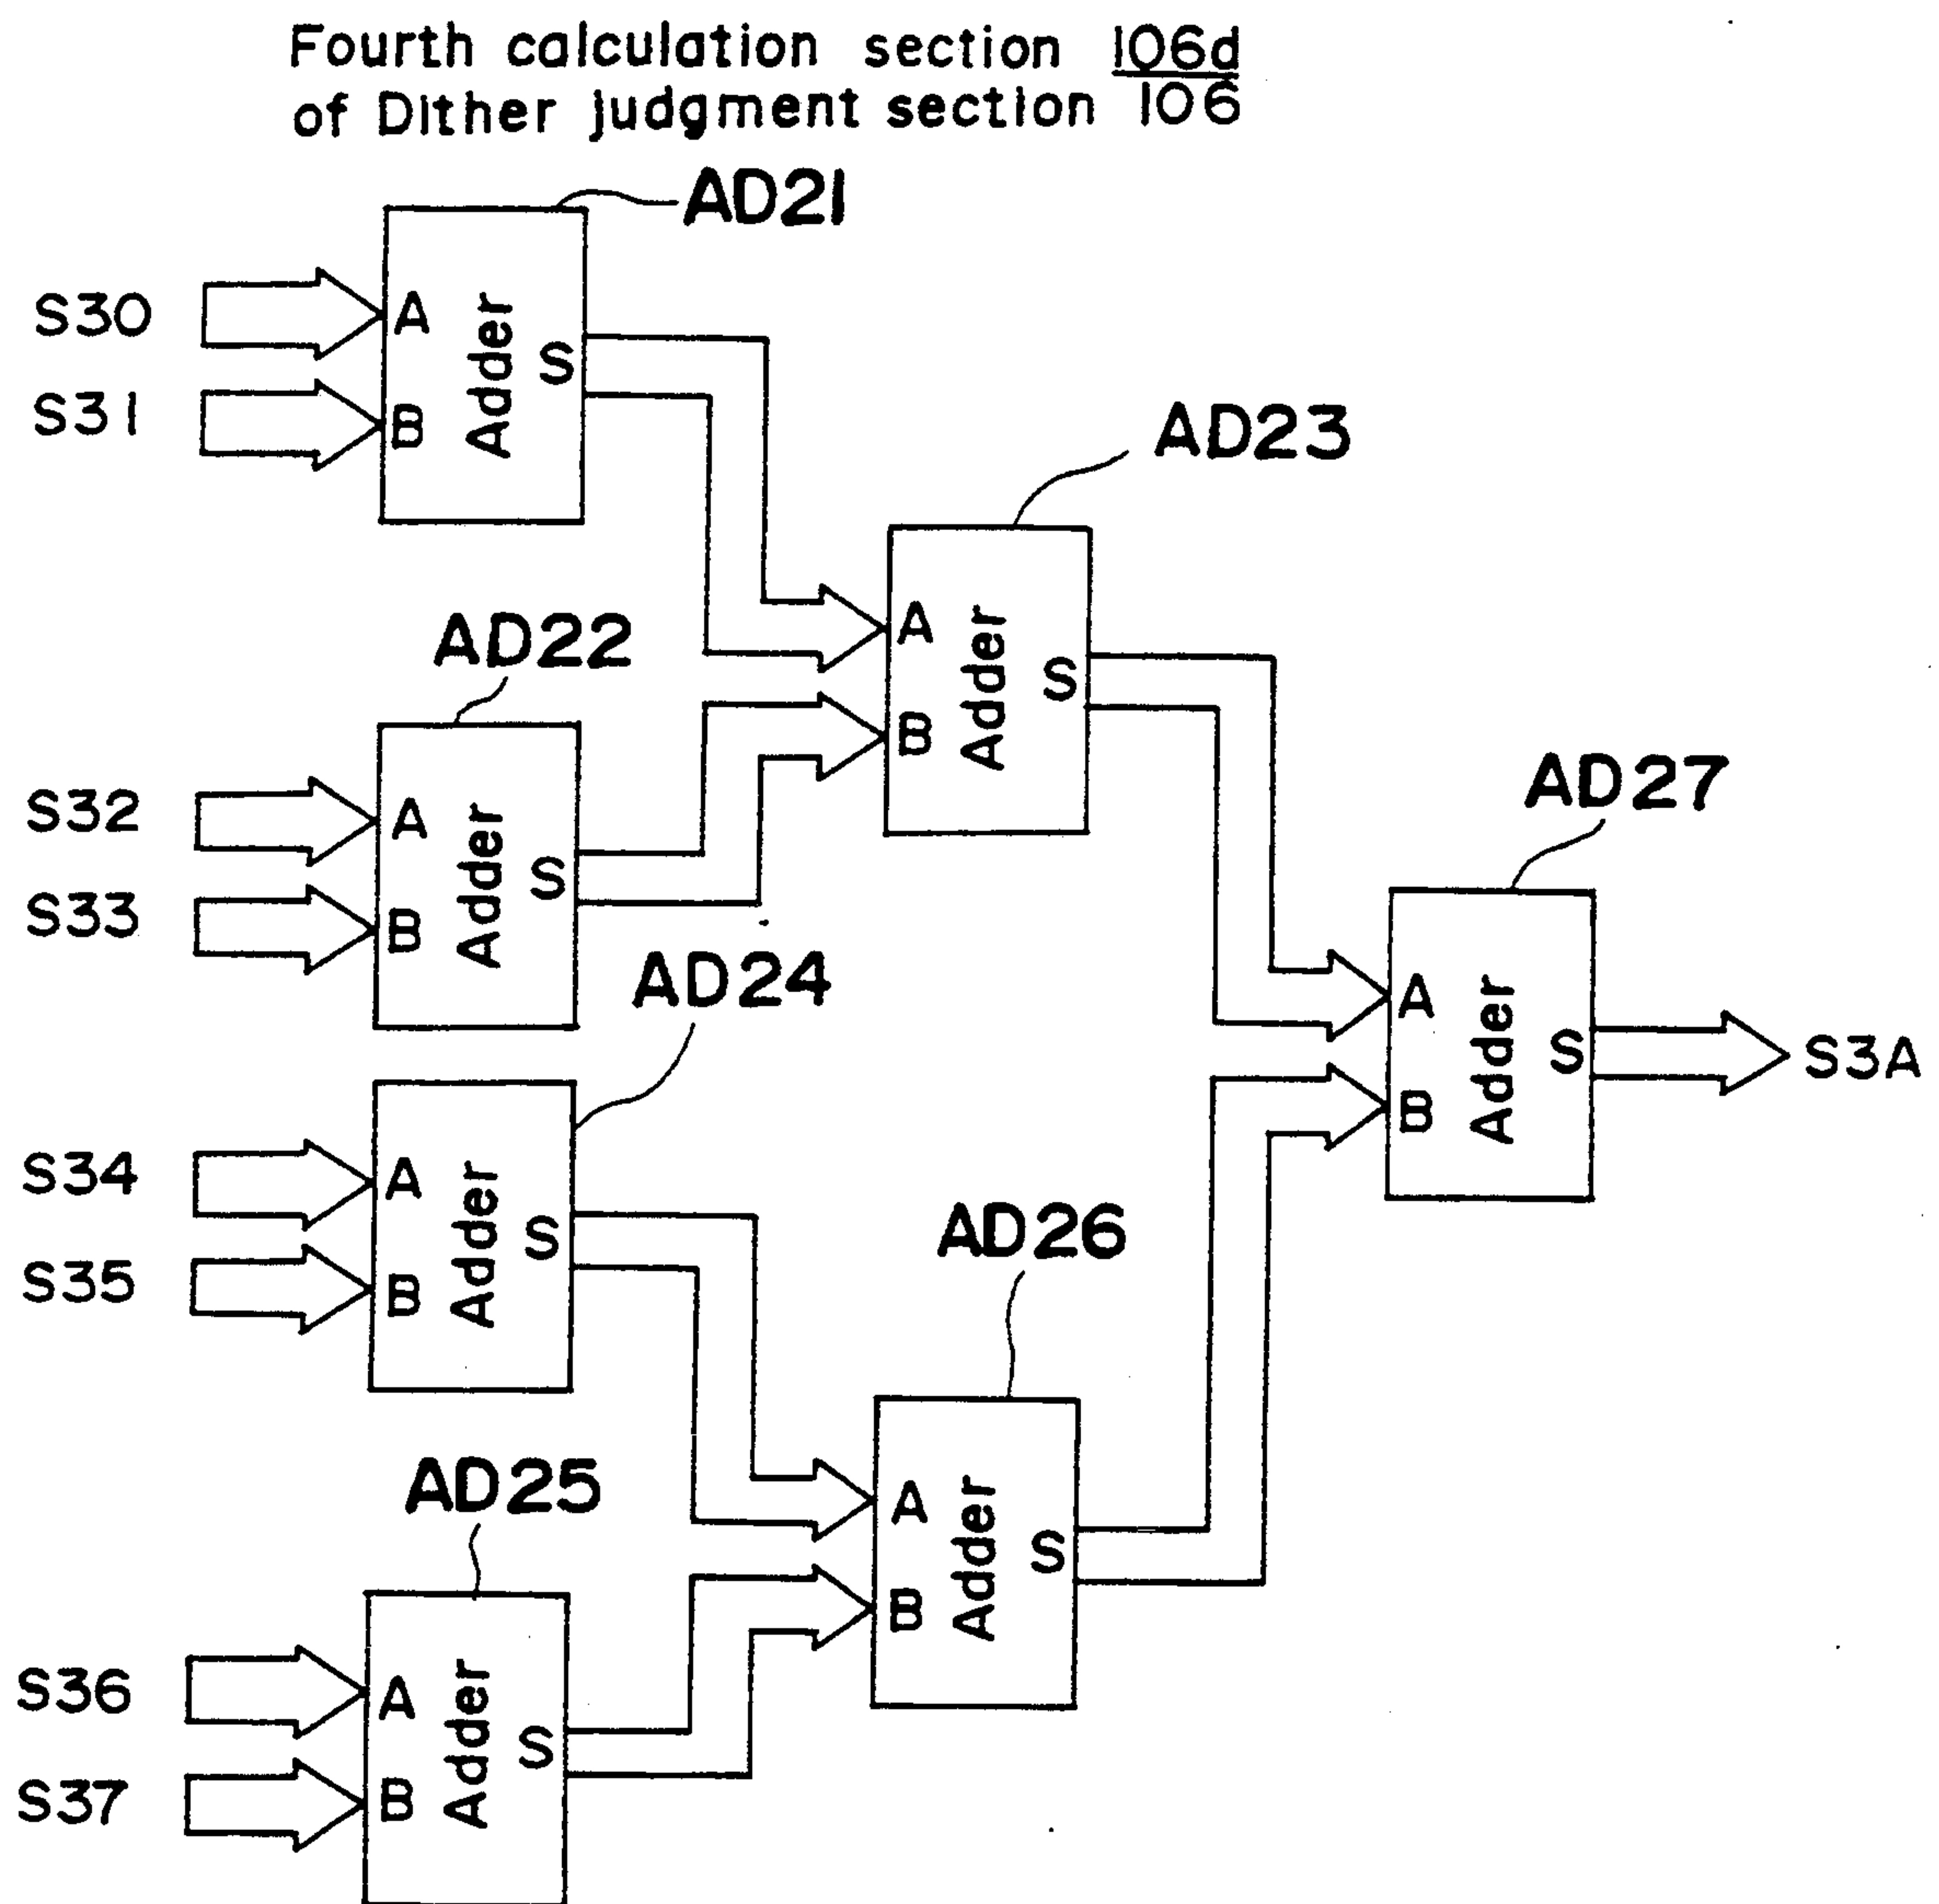 Fourth calculation section 106d
of Dither judgment section 106
AD21
S30
A
Adder
S
S31
B
AD23
AD22
A
Adder
S
B
AD27
S32
A
Adder
S
S33
B
AD24
A
Adder
S
S3A
B
S34
A
Adder
S
AD26
S35
B
AD25
A
Adder
S
B
S36
A
Adder
S
S37
B